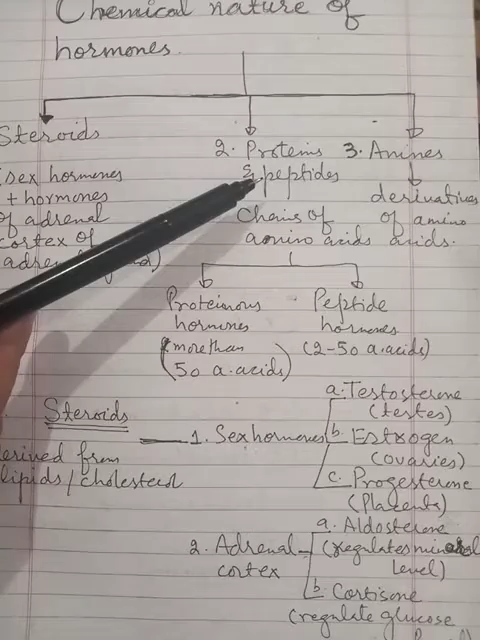 Chemical nature of
hormones.
Steroids
(sex hormones
+ hormones
of adrenal
cortex of
2. Proteins
& peptides
Chains of
amino acids
3. Amines
derivatives
of amino
acids.
Proteinous
hormones
(more than
50 a.acids)
Peptide
hormones
(2-50 a.acids)
Steroids
derived from
lipids/cholesterol
1. Sex hormones
a. Testosterone
(testes)
b. Estrogen
(ovaries)
c. Progesterone
(Placenta)
2. Adrenal
cortex
a. Aldosterone
(regulates mineral
level)
b. Cortisone
(regulate glucose